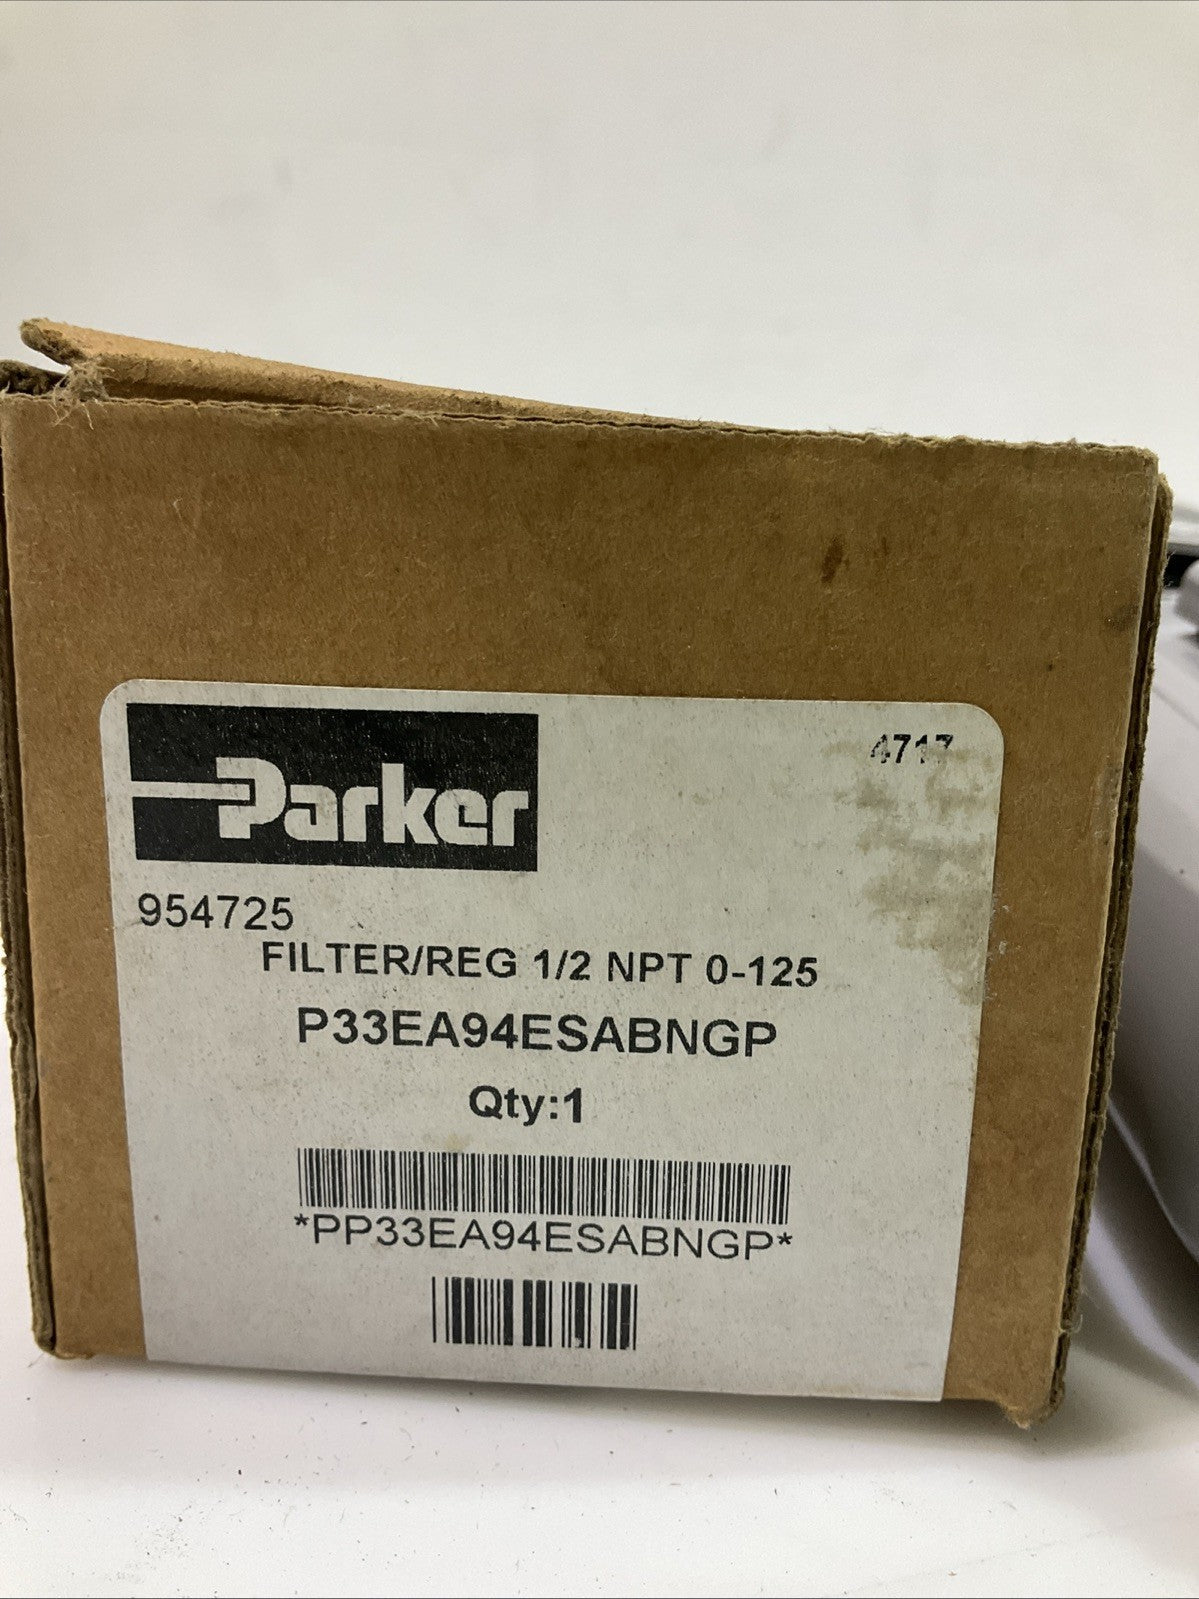 Parker
4717
954725
FILTER/REG 1/2 NPT 0-125
P33EA94ESABNGP
Qty:1
*PP33EA94ESABNGP*